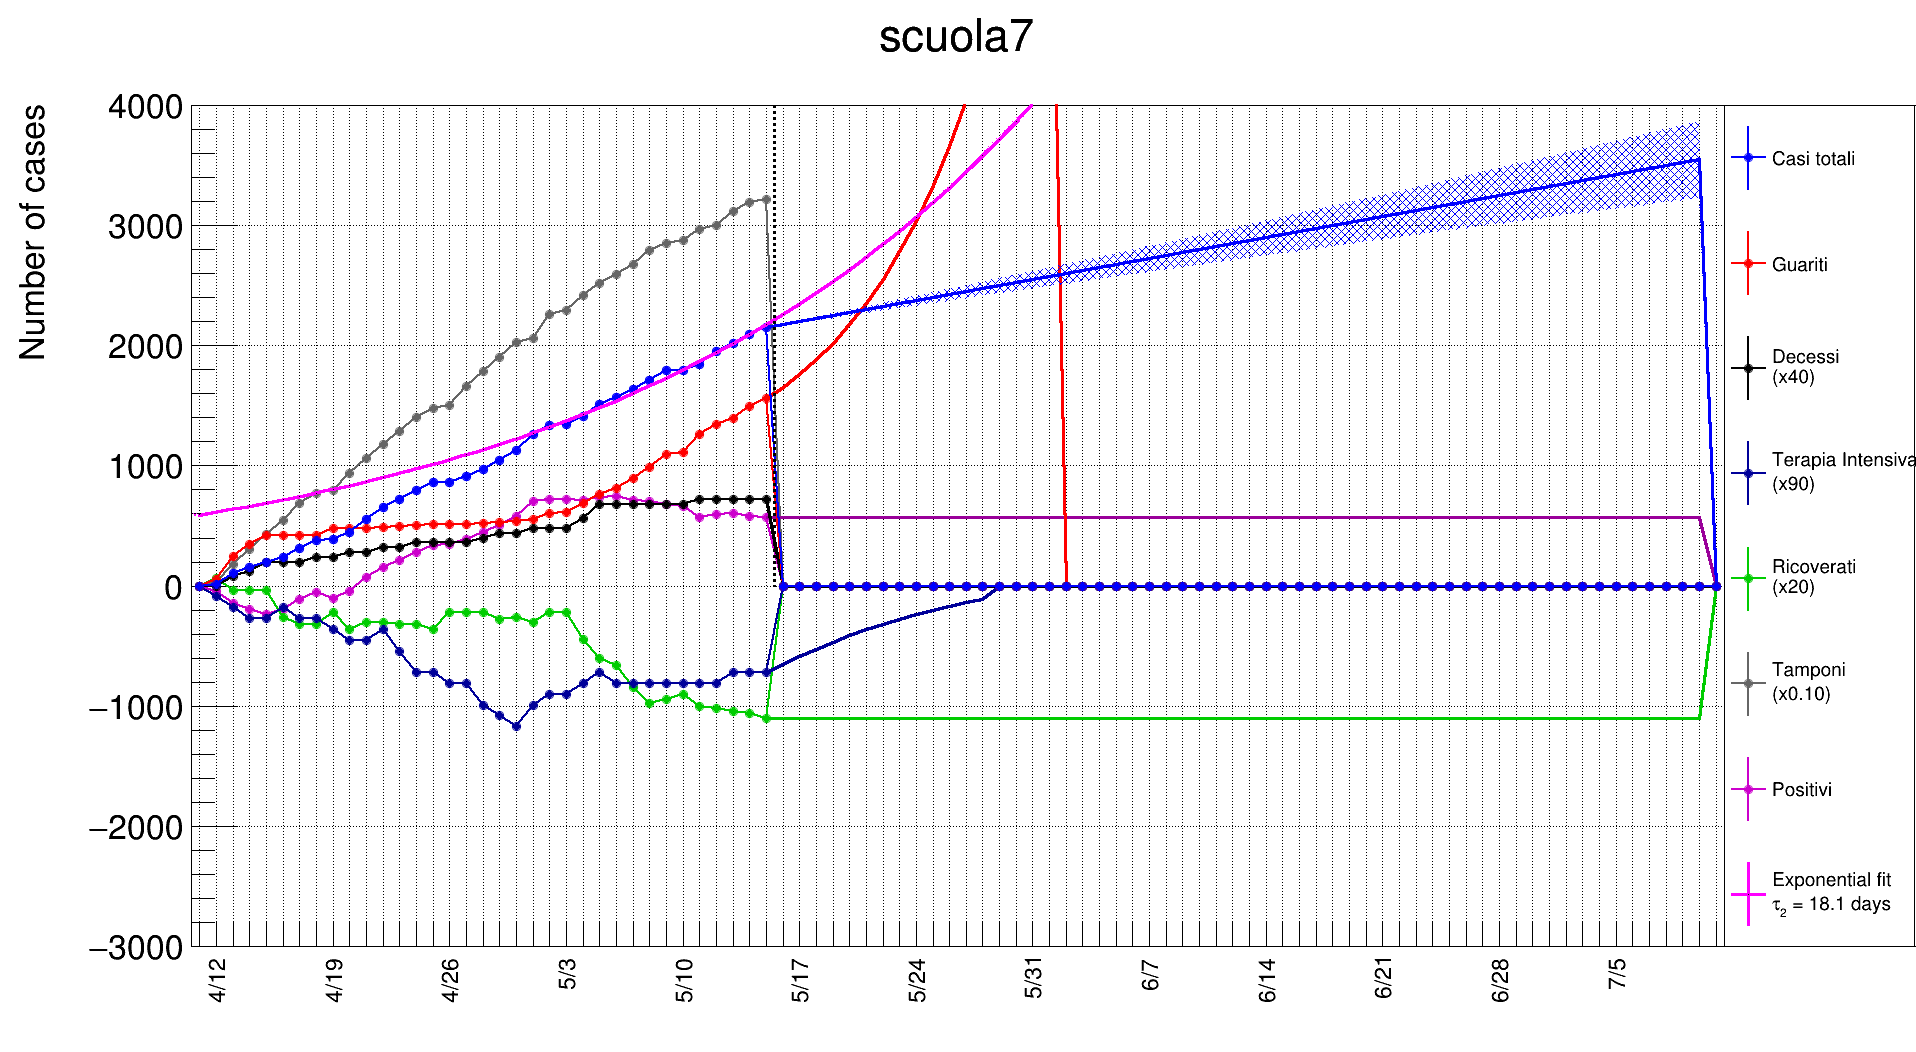 scuola7
Number of cases
4000
3000
2000
1000
0
−1000
−2000
−3000
4/12
4/19
4/26
5/3
5/10
5/17
5/24
5/31
6/7
6/14
6/21
6/28
7/5
Casi totali
Guariti
Decessi
(x40)
Terapia Intensiva
(x90)
Ricoverati
(x20)
Tamponi
(x0.10)
Positivi
Exponential fit
τ2 = 18.1 days